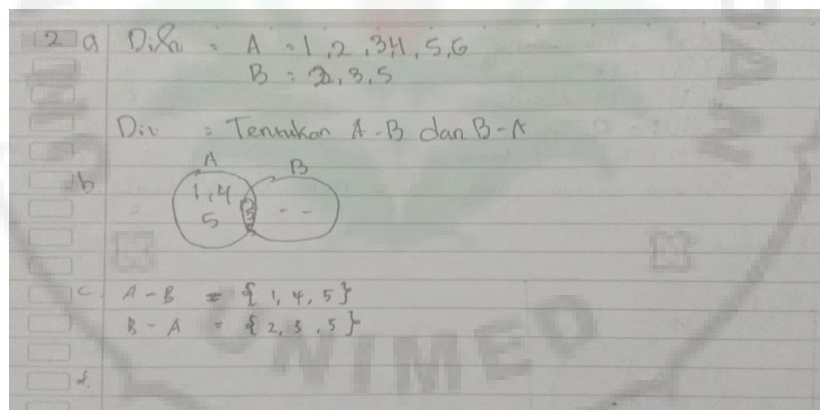 2 a Dik : A = 1, 2, 3 4, 5, 6
B = 2, 3, 5
Dit = Tentukan A - B dan B - A
b
A B
1, 4
5 - -
c. A - B = { 1, 4, 5 }
B - A = { 2, 3, 5 }
d.
UNIMED